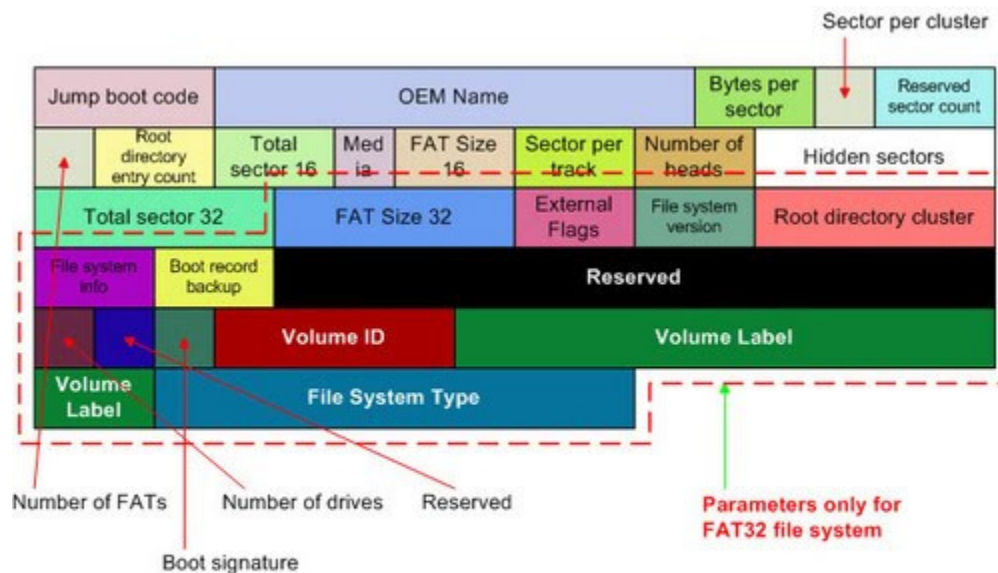 Sector per cluster
Jump boot code
OEM Name
Bytes per
sector
Reserved
sector count
Root
directory
entry count
Total
sector 16
Med
ia
FAT Size
16
Sector per
track
Number of
heads
Hidden sectors
Total sector 32
FAT Size 32
External
Flags
File system
version
Root directory cluster
File system
info
Boot record
backup
Reserved
Volume ID
Volume Label
Volume
Label
File System Type
Number of FATs
Number of drives
Reserved
Parameters only for
FAT32 file system
Boot signature